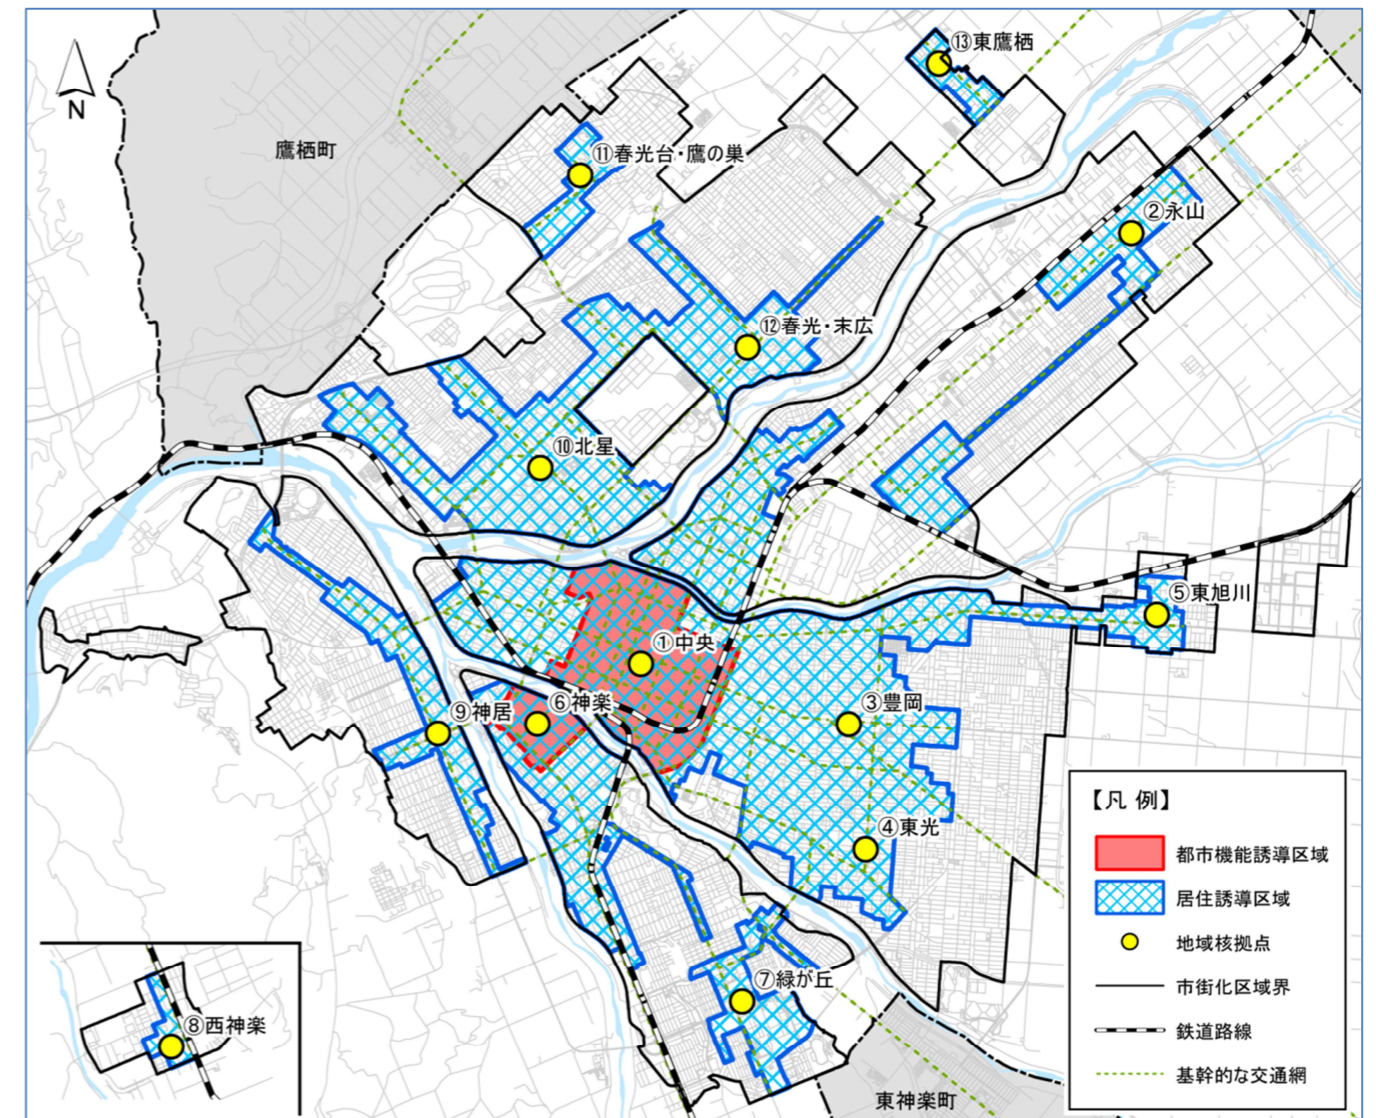 N
鷹栖町
⑬東鷹栖
⑪春光台・鷹の巣
②永山
⑫春光・末広
⑩北星
⑤東旭川
①中央
⑥神楽
⑨神居
③豊岡
④東光
⑦緑が丘
⑧西神楽
東神楽町
【凡 例】
都市機能誘導区域
居住誘導区域
地域核拠点
市街化区域界
鉄道路線
基幹的な交通網